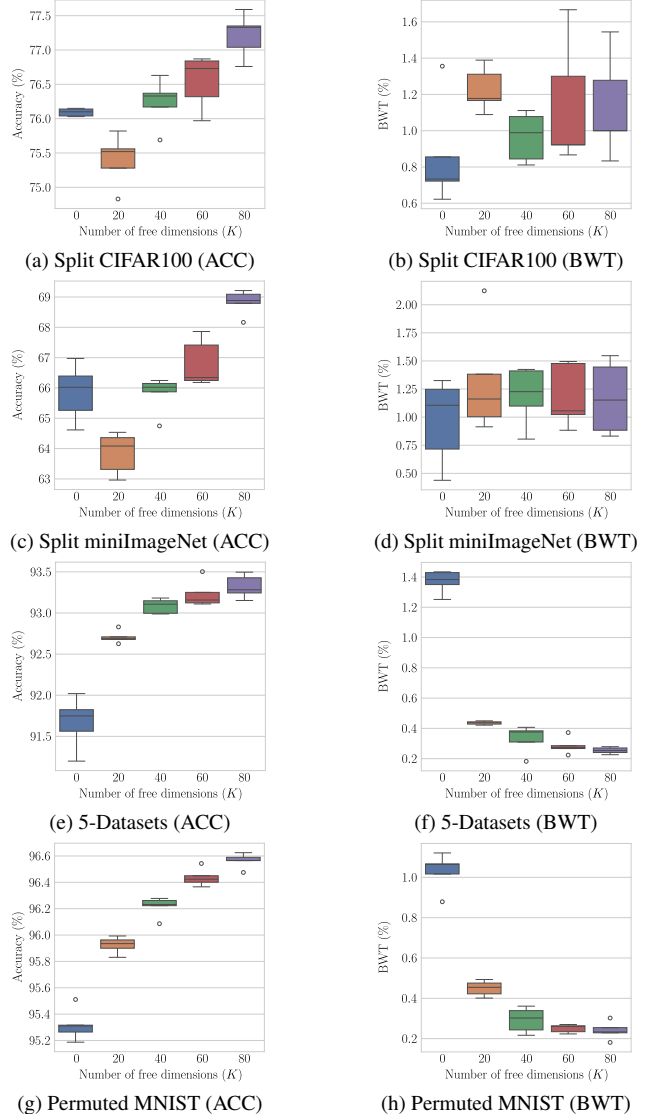 77.5
77.0
76.5
76.0
75.5
75.0
Accuracy (%)
0 20 40 60 80
Number of free dimensions (K)
(a) Split CIFAR100 (ACC)
1.6
1.4
1.2
1.0
0.8
0.6
BWT (%)
0 20 40 60 80
Number of free dimensions (K)
(b) Split CIFAR100 (BWT)
69
68
67
66
65
64
63
Accuracy (%)
0 20 40 60 80
Number of free dimensions (K)
(c) Split miniImageNet (ACC)
2.00
1.75
1.50
1.25
1.00
0.75
0.50
BWT (%)
0 20 40 60 80
Number of free dimensions (K)
(d) Split miniImageNet (BWT)
93.5
93.0
92.5
92.0
91.5
Accuracy (%)
0 20 40 60 80
Number of free dimensions (K)
(e) 5-Datasets (ACC)
1.4
1.2
1.0
0.8
0.6
0.4
0.2
BWT (%)
0 20 40 60 80
Number of free dimensions (K)
(f) 5-Datasets (BWT)
96.6
96.4
96.2
96.0
95.8
95.6
95.4
95.2
Accuracy (%)
0 20 40 60 80
Number of free dimensions (K)
(g) Permuted MNIST (ACC)
1.0
0.8
0.6
0.4
0.2
BWT (%)
0 20 40 60 80
Number of free dimensions (K)
(h) Permuted MNIST (BWT)